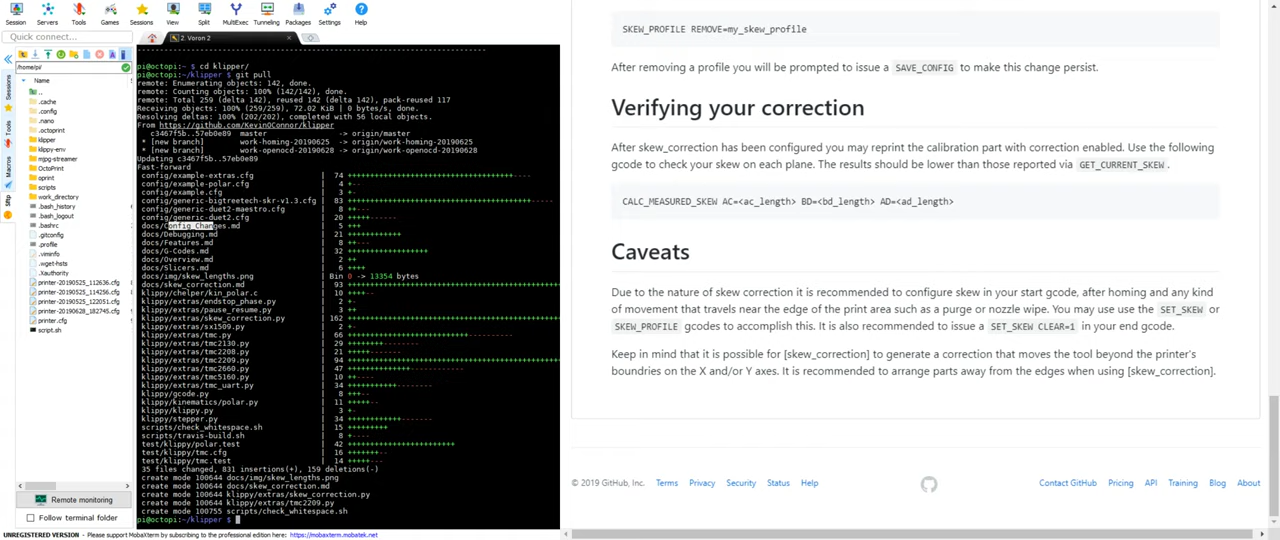 Session
Servers
Tools
Games
Sessions
View
Split
MultiExec
Tunneling
Packages
Settings
Help
Quick connect...
2. Voron 2
/home/pi/
Name
..
.cache
.config
.nano
.octoprint
klipper
klippy-env
mjpg-streamer
OctoPrint
oprint
scripts
work_directory
.bash_history
.bash_logout
.bashrc
.gitconfig
.profile
.viminfo
.wget-hsts
.Xauthority
printer-20190525_112636.cfg
printer-20190525_114256.cfg
printer-20190525_122051.cfg
printer-20190628_182745.cfg
printer.cfg
script.sh
Sessions
Tools
Macros
Sftp
Remote monitoring
Follow terminal folder
pi@octopi:~ $ cd klipper/
pi@octopi:~/klipper $ git pull
remote: Enumerating objects: 142, done.
remote: Counting objects: 100% (142/142), done.
remote: Total 259 (delta 142), reused 142 (delta 142), pack-reused 117
Receiving objects: 100% (259/259), 72.02 KiB | 0 bytes/s, done.
Resolving deltas: 100% (202/202), completed with 56 local objects.
From https://github.com/KevinOConnor/klipper
c3467f5b..57eb0e89 master -> origin/master
* [new branch] work-homing-20190625 -> origin/work-homing-20190625
* [new branch] work-openocd-20190628 -> origin/work-openocd-20190628
Updating c3467f5b..57eb0e89
Fast-forward
config/example-extras.cfg | 74
config/example-polar.cfg | 4
config/example.cfg | 3
config/generic-bigtreetech-skr-v1.3.cfg | 83
config/generic-duet2-maestro.cfg | 8
config/generic-duet2.cfg | 20
docs/Config_Changes.md | 5 +++
docs/Debugging.md | 21
docs/Features.md | 8
docs/G-Codes.md | 32
docs/Overview.md | 2
docs/Slicers.md | 6
docs/img/skew_lengths.png | Bin 0 -> 13354 bytes
docs/skew_correction.md | 93
klippy/chelper/kin_polar.c | 10
klippy/extras/endstop_phase.py | 2
klippy/extras/pause_resume.py | 3
klippy/extras/skew_correction.py | 162
klippy/extras/sx1509.py | 2
klippy/extras/tmc.py | 66
klippy/extras/tmc2130.py | 29
klippy/extras/tmc2208.py | 21
klippy/extras/tmc2209.py | 94
klippy/extras/tmc2660.py | 47
klippy/extras/tmc5160.py | 10
klippy/extras/tmc_uart.py | 34
klippy/gcode.py | 8
klippy/kinematics/polar.py | 11
klippy/klippy.py | 3
klippy/stepper.py | 34
scripts/check_whitespace.sh | 15
scripts/travis-build.sh | 8
test/klippy/polar.test | 42
test/klippy/tmc.cfg | 16
test/klippy/tmc.test | 14
35 files changed, 831 insertions(+), 159 deletions(-)
create mode 100644 docs/img/skew_lengths.png
create mode 100644 docs/skew_correction.md
create mode 100644 klippy/extras/skew_correction.py
create mode 100644 klippy/extras/tmc2209.py
create mode 100755 scripts/check_whitespace.sh
pi@octopi:~/klipper $
UNREGISTERED VERSION - Please support MobaXterm by subscribing to the professional edition here: https://mobaxterm.mobatek.net
SKEW_PROFILE REMOVE=my_skew_profile
After removing a profile you will be prompted to issue a SAVE_CONFIG to make this change persist.
Verifying your correction
After skew_correction has been configured you may reprint the calibration part with correction enabled. Use the following
gcode to check your skew on each plane. The results should be lower than those reported via GET_CURRENT_SKEW.
CALC_MEASURED_SKEW AC=<ac_length> BD=<bd_length> AD=<ad_length>
Caveats
Due to the nature of skew correction it is recommended to configure skew in your start gcode, after homing and any kind
of movement that travels near the edge of the print area such as a purge or nozzle wipe. You may use use the SET_SKEW or
SKEW_PROFILE gcodes to accomplish this. It is also recommended to issue a SET_SKEW CLEAR=1 in your end gcode.
Keep in mind that it is possible for [skew_correction] to generate a correction that moves the tool beyond the printer's
boundries on the X and/or Y axes. It is recommended to arrange parts away from the edges when using [skew_correction].
© 2019 GitHub, Inc.
Terms
Privacy
Security
Status
Help
Contact GitHub
Pricing
API
Training
Blog
About